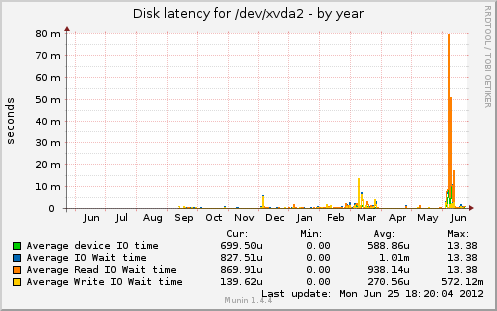 Disk latency for /dev/xvda2 - by year
RRDTOOL / TOBI OETIKER
seconds
80 m
70 m
60 m
50 m
40 m
30 m
20 m
10 m
0
Jun Jul Aug Sep Oct Nov Dec Jan Feb Mar Apr May Jun
Cur: Min: Avg: Max:
Average device IO time 699.50u 0.00 588.86u 13.38
Average IO Wait time 827.51u 0.00 1.01m 13.38
Average Read IO Wait time 869.91u 0.00 938.14u 13.38
Average Write IO Wait time 139.62u 0.00 270.56u 572.12m
Last update: Mon Jun 25 18:20:04 2012
Munin 1.4.4